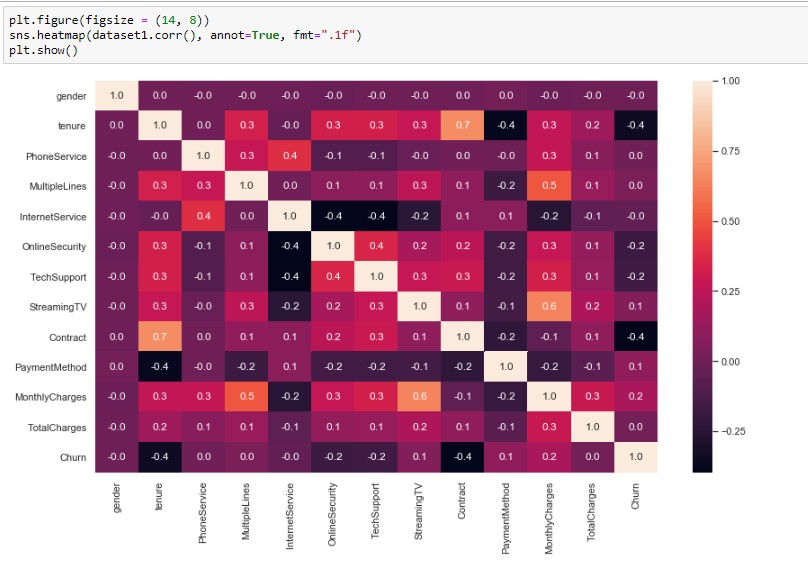 plt.figure(figsize = (14, 8))
sns.heatmap(dataset1.corr(), annot=True, fmt=".1f")
plt.show()
gender 1.0 0.0 -0.0 -0.0 -0.0 -0.0 -0.0 -0.0 0.0 0.0 -0.0 -0.0 -0.0
tenure 0.0 1.0 0.0 0.3 -0.0 0.3 0.3 0.3 0.7 -0.4 0.3 0.2 -0.4
PhoneService -0.0 0.0 1.0 0.3 0.4 -0.1 -0.1 -0.0 0.0 -0.0 0.3 0.1 0.0
MultipleLines -0.0 0.3 0.3 1.0 0.0 0.1 0.1 0.3 0.1 -0.2 0.5 0.1 0.0
InternetService -0.0 -0.0 0.4 0.0 1.0 -0.4 -0.4 -0.2 0.1 0.1 -0.2 -0.1 -0.0
OnlineSecurity -0.0 0.3 -0.1 0.1 -0.4 1.0 0.4 0.2 0.2 -0.2 0.3 0.1 -0.2
TechSupport -0.0 0.3 -0.1 0.1 -0.4 0.4 1.0 0.3 0.3 -0.2 0.3 0.1 -0.2
StreamingTV -0.0 0.3 -0.0 0.3 -0.2 0.2 0.3 1.0 0.1 -0.1 0.6 0.2 0.1
Contract 0.0 0.7 0.0 0.1 0.1 0.2 0.3 0.1 1.0 -0.2 -0.1 0.1 -0.4
PaymentMethod 0.0 -0.4 -0.0 -0.2 0.1 -0.2 -0.2 -0.1 -0.2 1.0 -0.2 -0.1 0.1
MonthlyCharges -0.0 0.3 0.3 0.5 -0.2 0.3 0.3 0.6 -0.1 -0.2 1.0 0.3 0.2
TotalCharges -0.0 0.2 0.1 0.1 -0.1 0.1 0.1 0.2 0.1 -0.1 0.3 1.0 0.0
Churn -0.0 -0.4 0.0 0.0 -0.0 -0.2 -0.2 0.1 -0.4 0.1 0.2 0.0 1.0
gender
tenure
PhoneService
MultipleLines
InternetService
OnlineSecurity
TechSupport
StreamingTV
Contract
PaymentMethod
MonthlyCharges
TotalCharges
Churn
1.00
0.75
0.50
0.25
0.00
−0.25